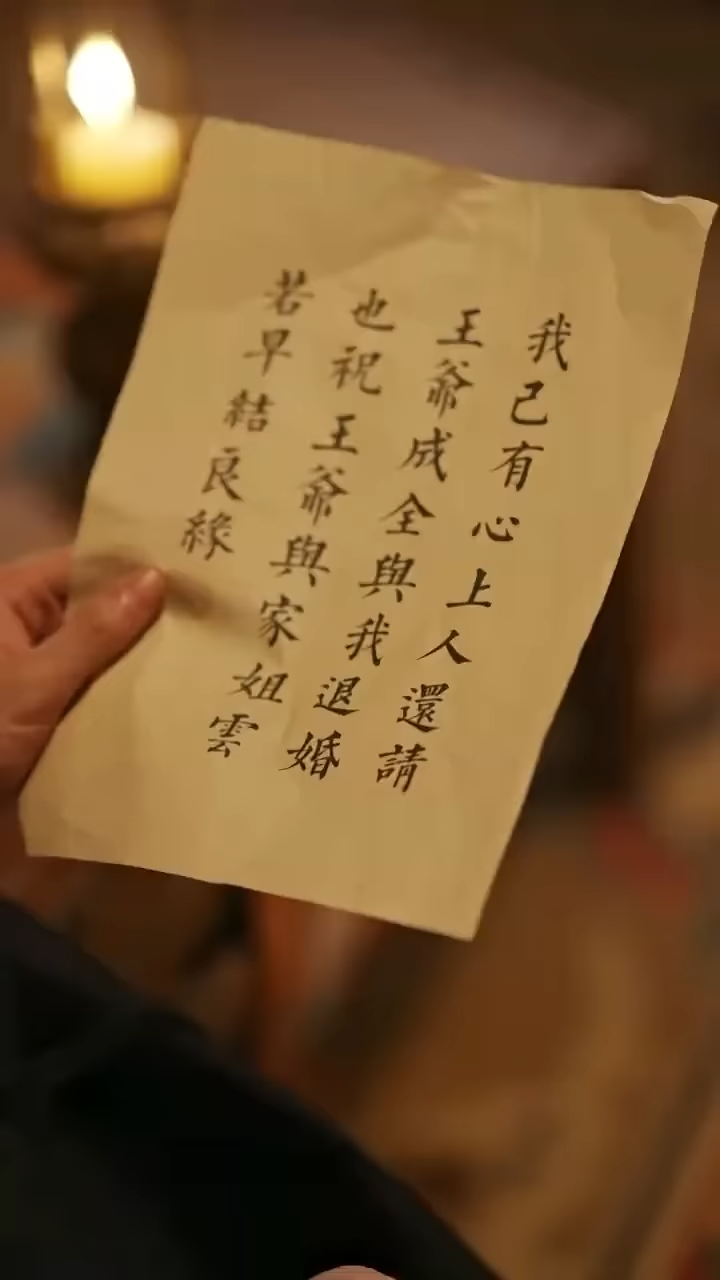 我已有心上人還請
王爺成全與我退婚
也祝王爺與家姐雲
若早結良緣